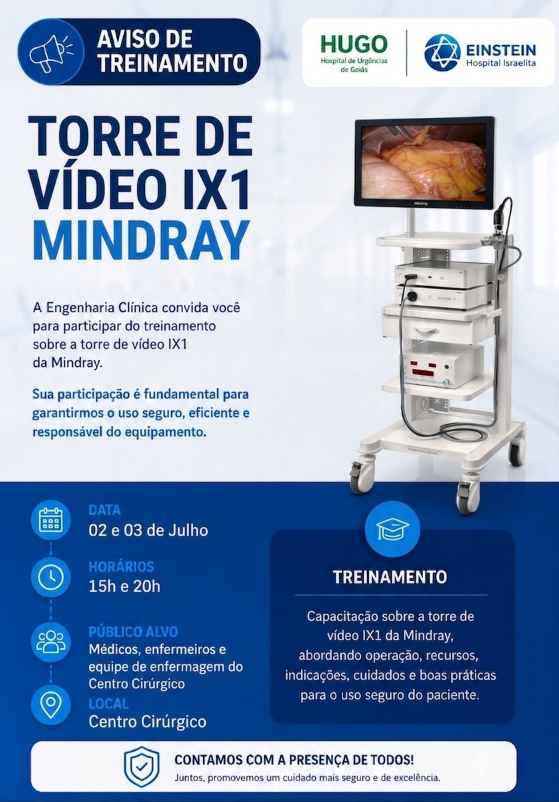 AVISO DE
TREINAMENTO
HUGO
Hospital de Urgências
de Goiás
EINSTEIN
Hospital Israelita
TORRE DE
VÍDEO IX1
MINDRAY
A Engenharia Clínica convida você
para participar do treinamento
sobre a torre de vídeo IX1
da Mindray.
Sua participação é fundamental para
garantirmos o uso seguro, eficiente e
responsável do equipamento.
mindray
DATA
02 e 03 de Julho
HORÁRIOS
15h e 20h
PÚBLICO ALVO
Médicos, enfermeiros e
equipe de enfermagem do
Centro Cirúrgico
LOCAL
Centro Cirúrgico
TREINAMENTO
Capacitação sobre a torre de
vídeo IX1 da Mindray,
abordando operação, recursos,
indicações, cuidados e boas práticas
para o uso seguro do paciente.
CONTAMOS COM A PRESENÇA DE TODOS!
Juntos, promovemos um cuidado mais seguro e de excelência.